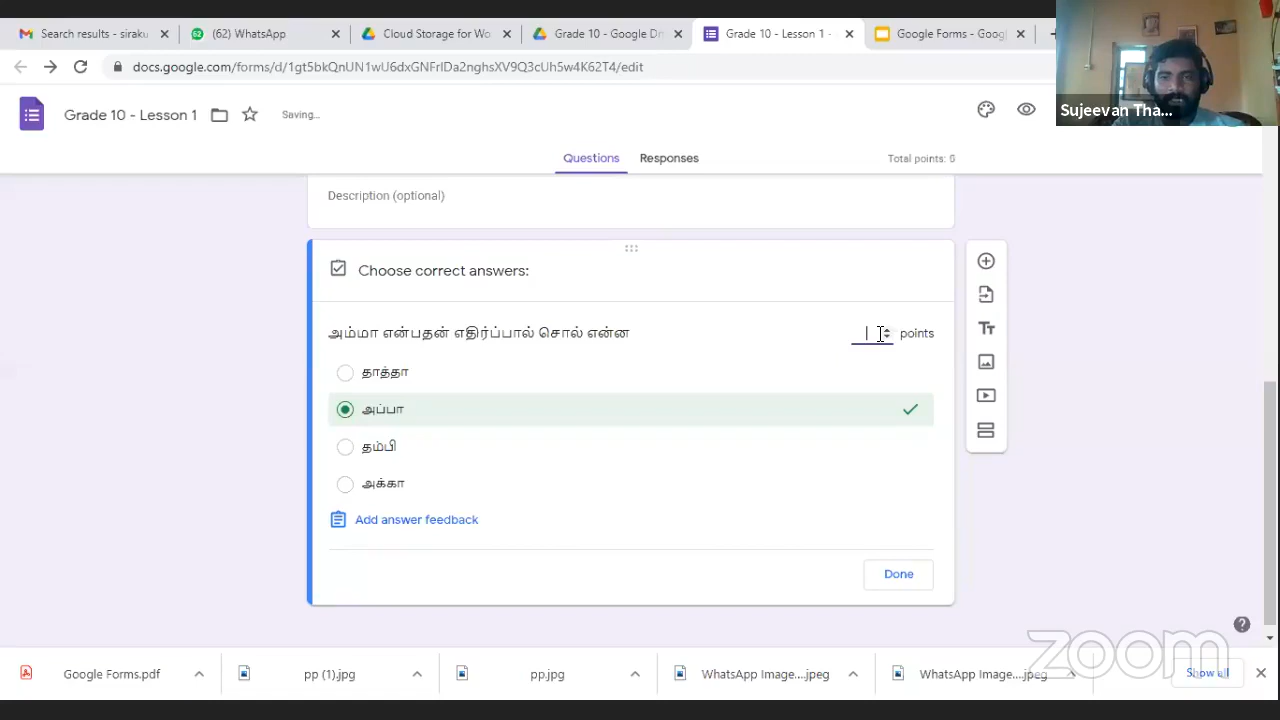 Search results - siraku
(62) WhatsApp
Cloud Storage for Wo
Grade 10 - Google Dri
Grade 10 - Lesson 1 -
Google Forms - Goog
docs.google.com/forms/d/1gt5bkQnUN1wU6dxGNFrIDa2nghsXV9Q3cUh5w4K62T4/edit
Sujeevan Tha...
Grade 10 - Lesson 1
Saving...
Questions
Responses
Total points:
Description (optional)
Choose correct answers:
அம்மா என்பதன் எதிர்ப்பால் சொல் என்ன
points
தாத்தா
அப்பா
தம்பி
அக்கா
Add answer feedback
Done
zoom
Google Forms.pdf
pp (1).jpg
pp.jpg
WhatsApp Image....jpeg
WhatsApp Image....jpeg
Show all